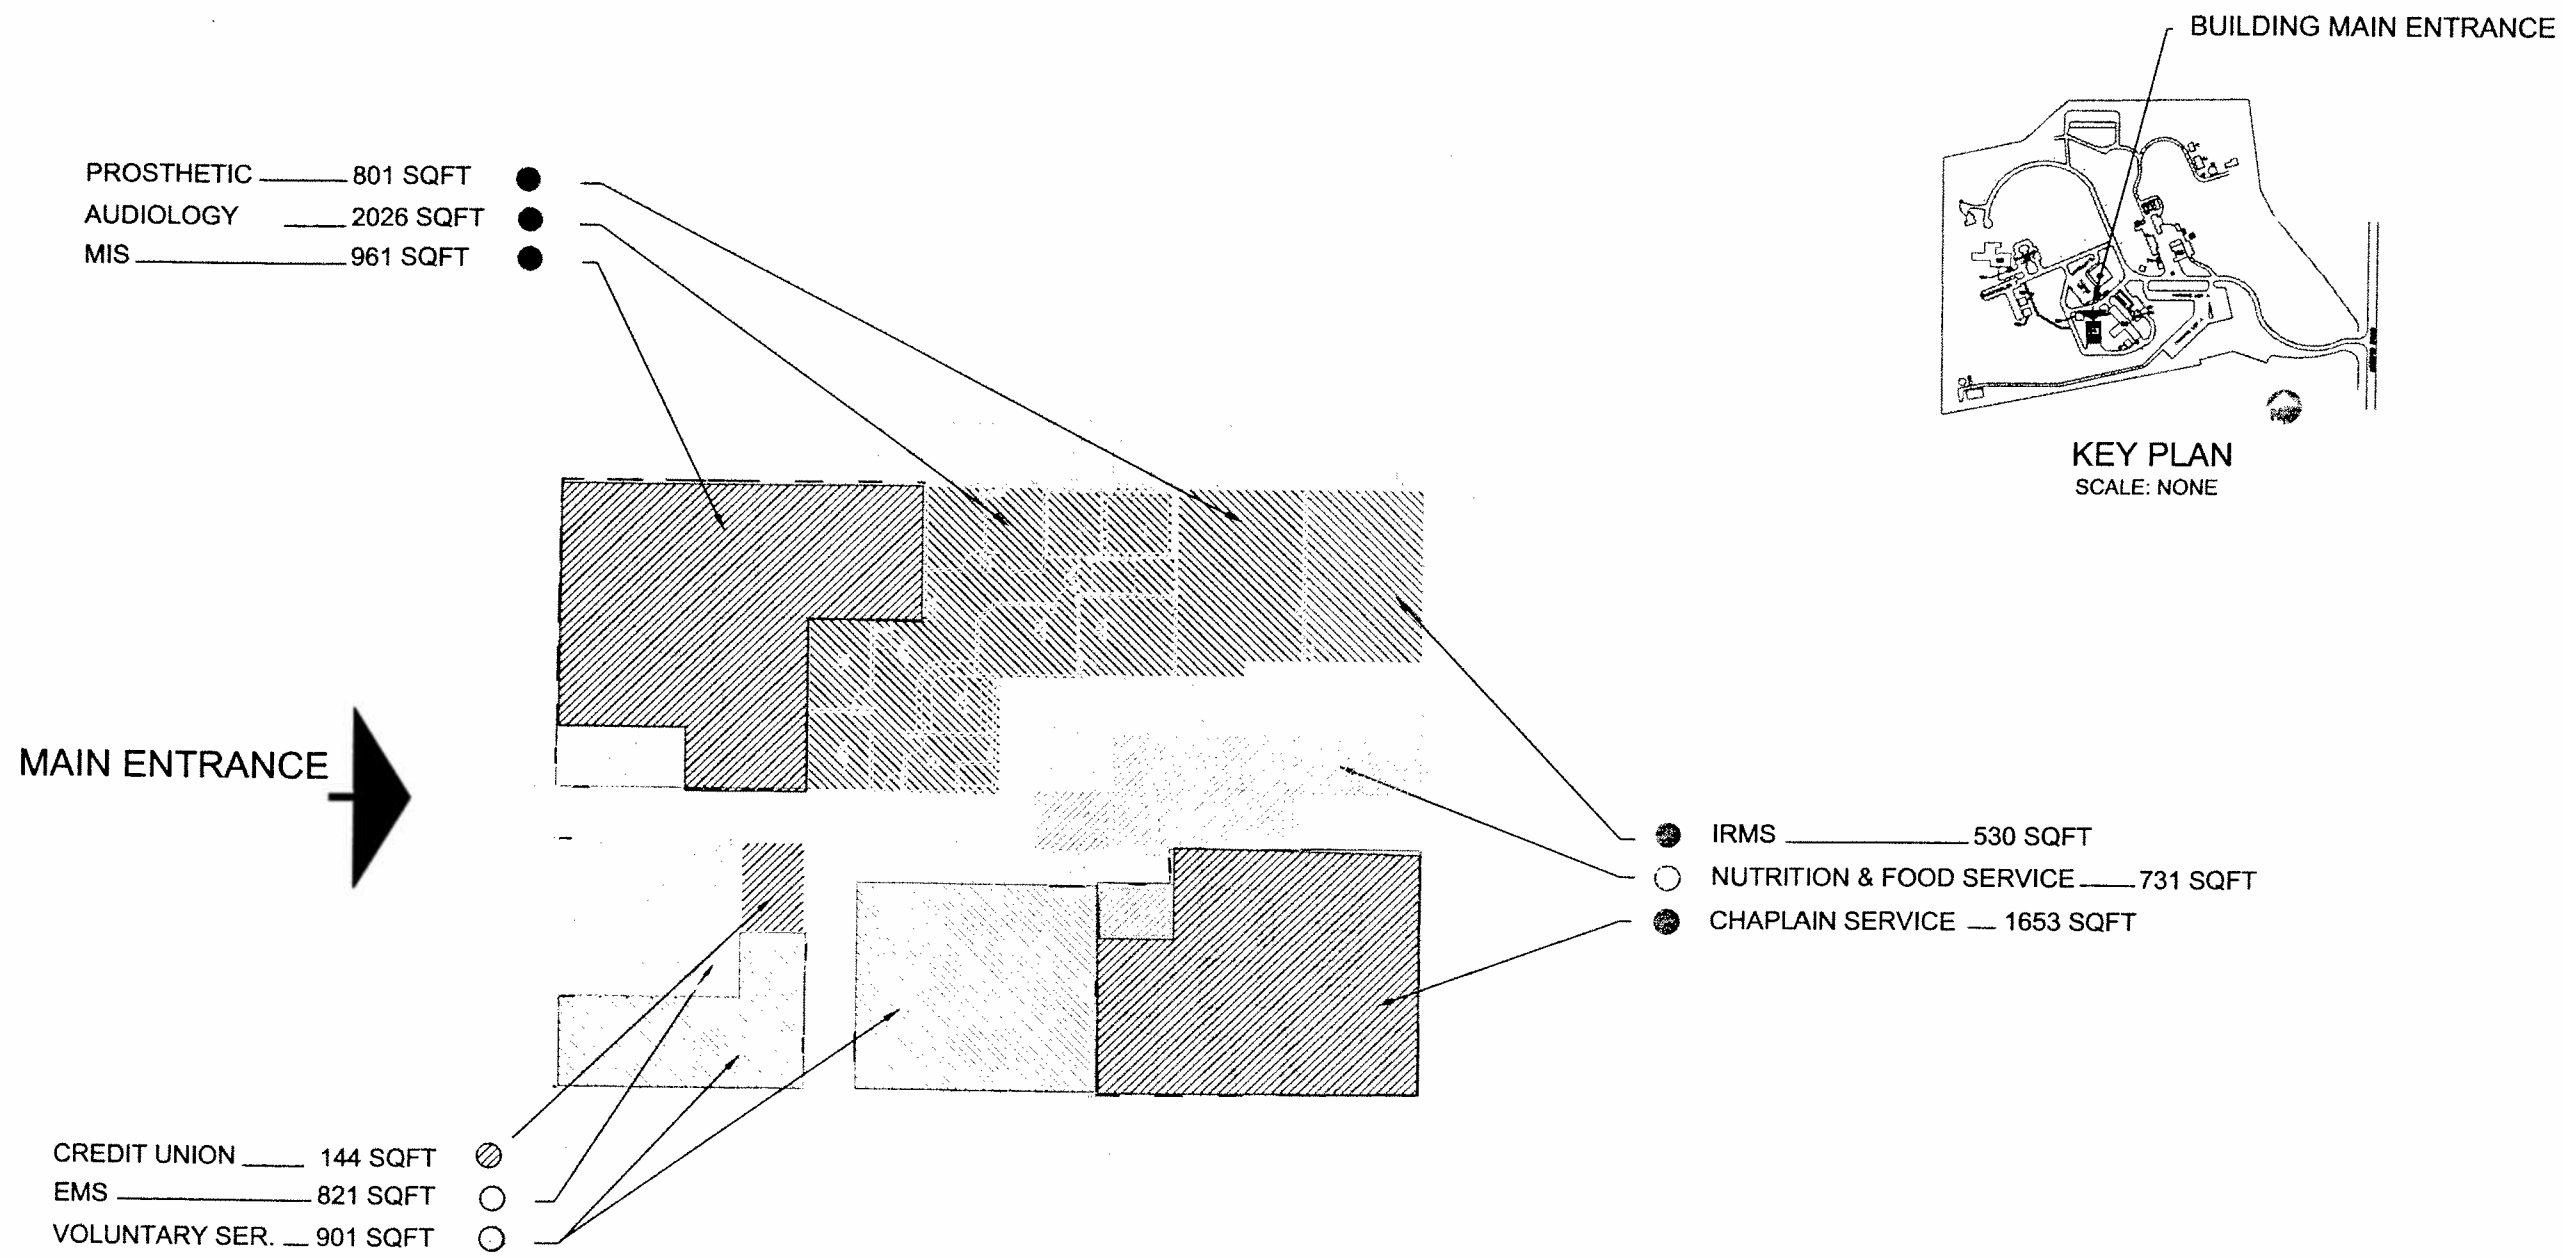 BUILDING MAIN ENTRANCE
PROSTHETIC 801 SQFT
AUDIOLOGY 2026 SQFT
MIS 961 SQFT
KEY PLAN
SCALE: NONE
MAIN ENTRANCE
IRMS 530 SQFT
NUTRITION & FOOD SERVICE 731 SQFT
CHAPLAIN SERVICE 1653 SQFT
CREDIT UNION 144 SQFT
EMS 821 SQFT
VOLUNTARY SER. 901 SQFT